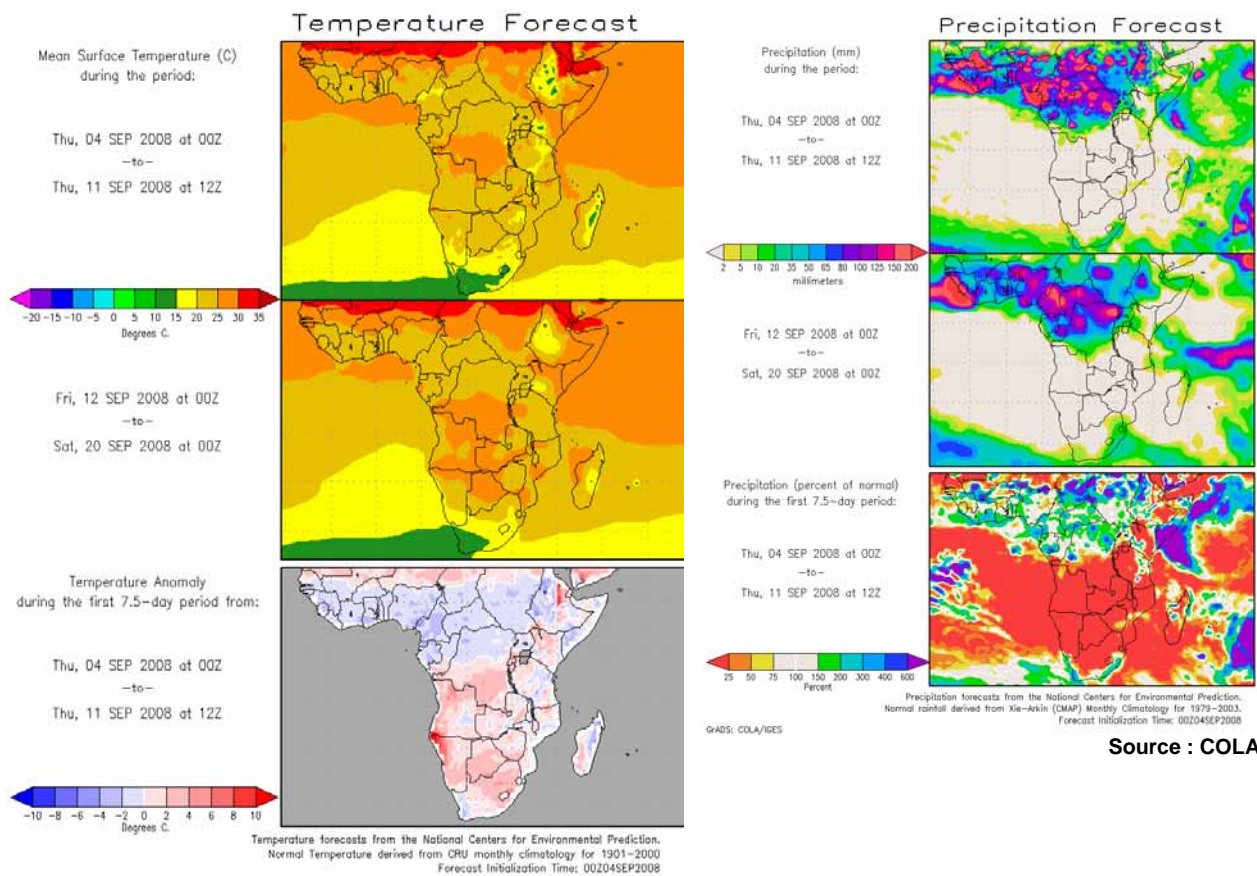 Temperature Forecast
Mean Surface Temperature (C)
during the period:
Thu, 04 SEP 2008 at 00Z
—to—
Thu, 11 SEP 2008 at 12Z
-20 -15 -10 -5 0 5 10 15 20 25 30 35
Degrees C.
Fri, 12 SEP 2008 at 00Z
—to—
Sat, 20 SEP 2008 at 00Z
Temperature Anomaly
during the first 7.5-day period from:
Thu, 04 SEP 2008 at 00Z
—to—
Thu, 11 SEP 2008 at 12Z
-10 -8 -6 -4 -2 0 2 4 6 8 10
Degrees C.
Temperature forecasts from the National Centers for Environmental Prediction.
Normal Temperature derived from CRU monthly climatology for 1901-2000
Forecast Initialization Time: 00Z04SEP2008
Precipitation Forecast
Precipitation (mm)
during the period:
Thu, 04 SEP 2008 at 00Z
—to—
Thu, 11 SEP 2008 at 12Z
2 5 10 20 35 50 65 80 100 125 150 200
millimeters
Fri, 12 SEP 2008 at 00Z
—to—
Sat, 20 SEP 2008 at 00Z
Precipitation (percent of normal)
during the first 7.5-day period:
Thu, 04 SEP 2008 at 00Z
—to—
Thu, 11 SEP 2008 at 12Z
25 50 75 100 150 200 300 400 600
Percent
Precipitation forecasts from the National Centers for Environmental Prediction.
Normal rainfall derived from Xie-Arkin (CMAP) Monthly Climatology for 1979-2003.
Forecast Initialization Time: 00Z04SEP2008
GrADS: COLA/IGES
Source : COLA